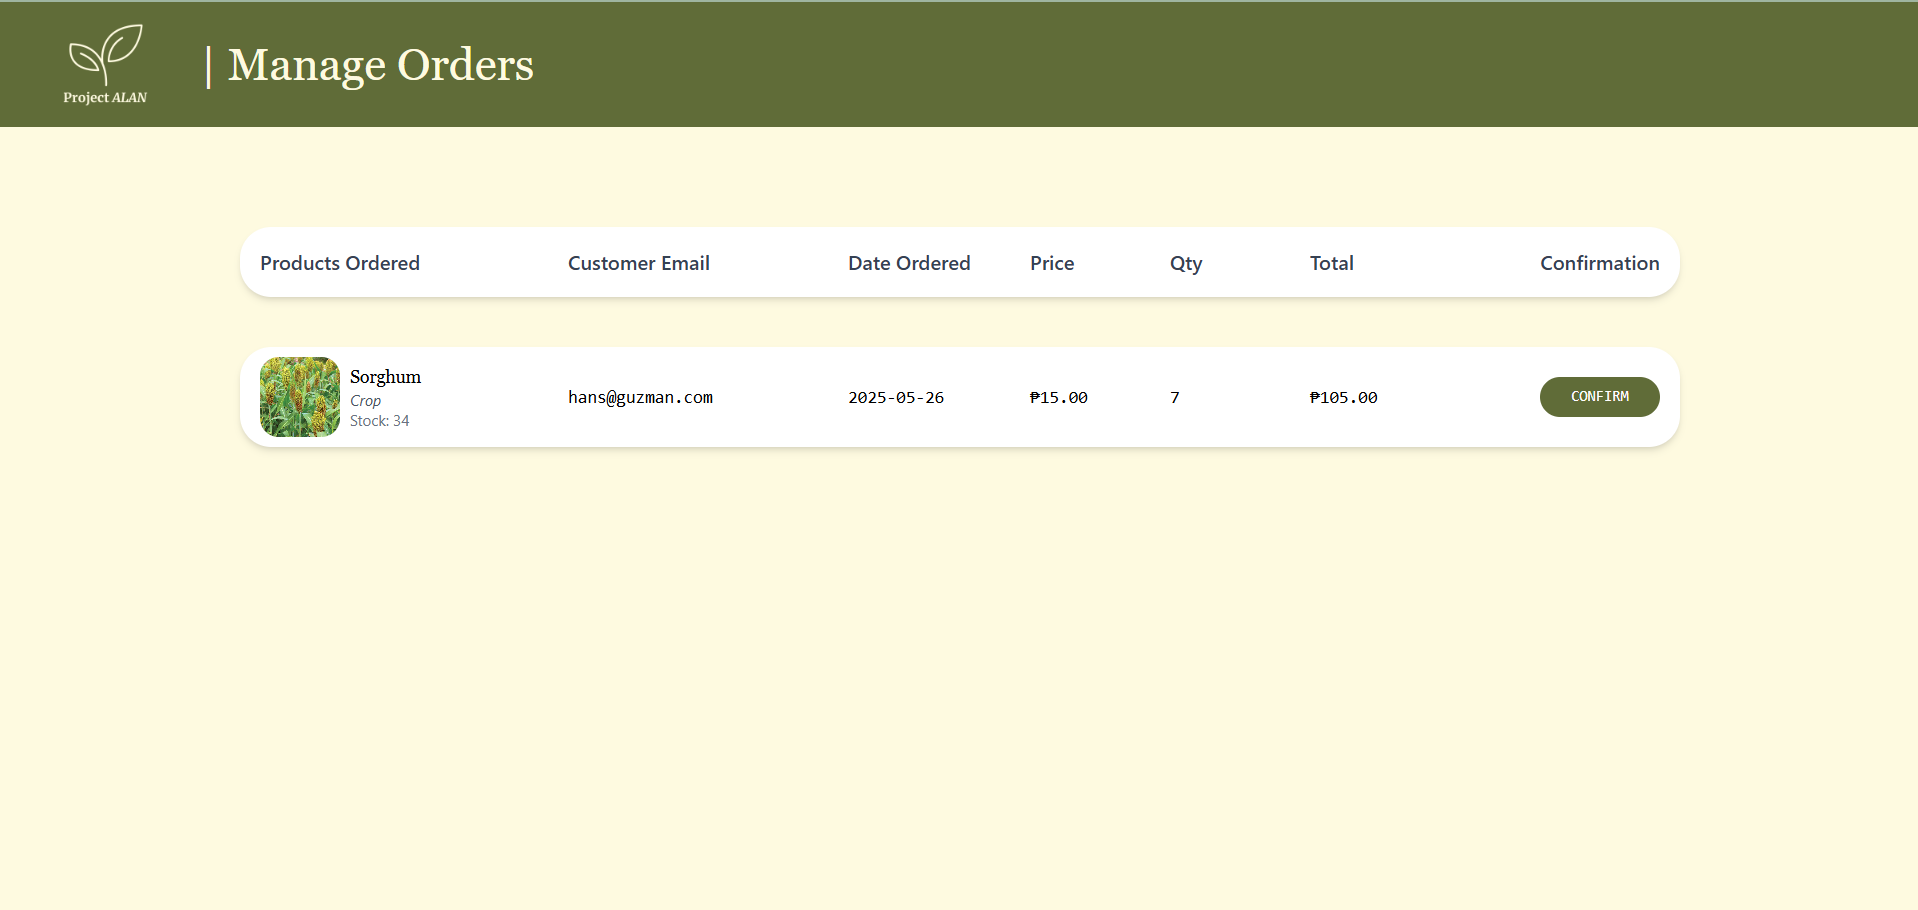 Project ALAN
| Manage Orders
Products Ordered Customer Email Date Ordered Price Qty Total Confirmation
Sorghum
Crop
Stock: 34
hans@guzman.com 2025-05-26 ₱15.00 7 ₱105.00 CONFIRM